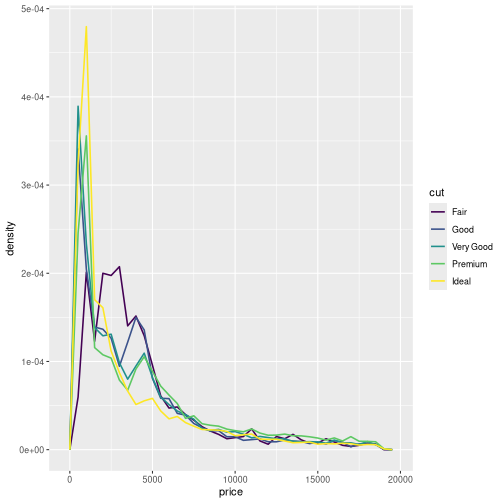 5e-04
4e-04
3e-04
2e-04
1e-04
0e+00
density
0
5000
10000
15000
20000
price
cut
Fair
Good
Very Good
Premium
Ideal